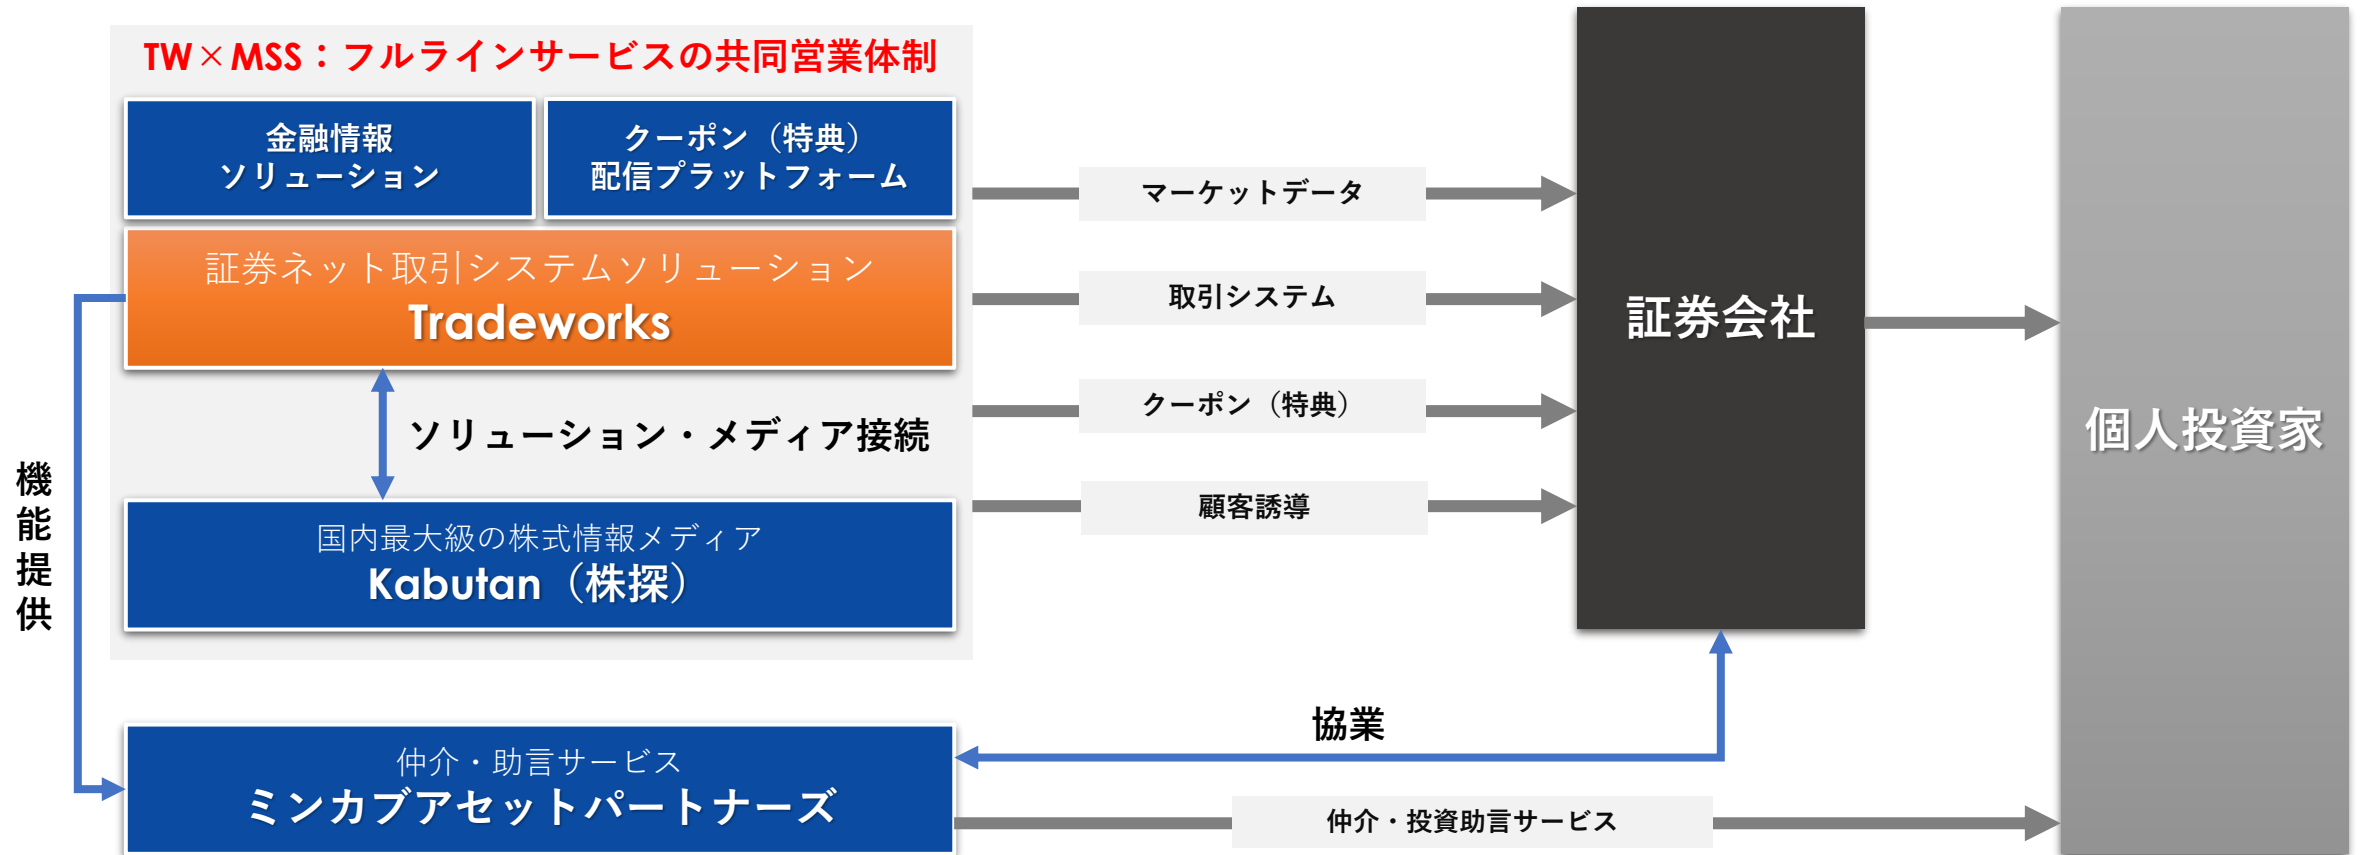 TW×MSS：フルラインサービスの共同営業体制
金融情報
ソリューション
クーポン（特典）
配信プラットフォーム
証券ネット取引システムソリューション
Tradeworks
ソリューション・メディア接続
国内最大級の株式情報メディア
Kabutan（株探）
機能提供
仲介・助言サービス
ミンカブアセットパートナーズ
マーケットデータ
取引システム
クーポン（特典）
顧客誘導
証券会社
個人投資家
協業
仲介・投資助言サービス